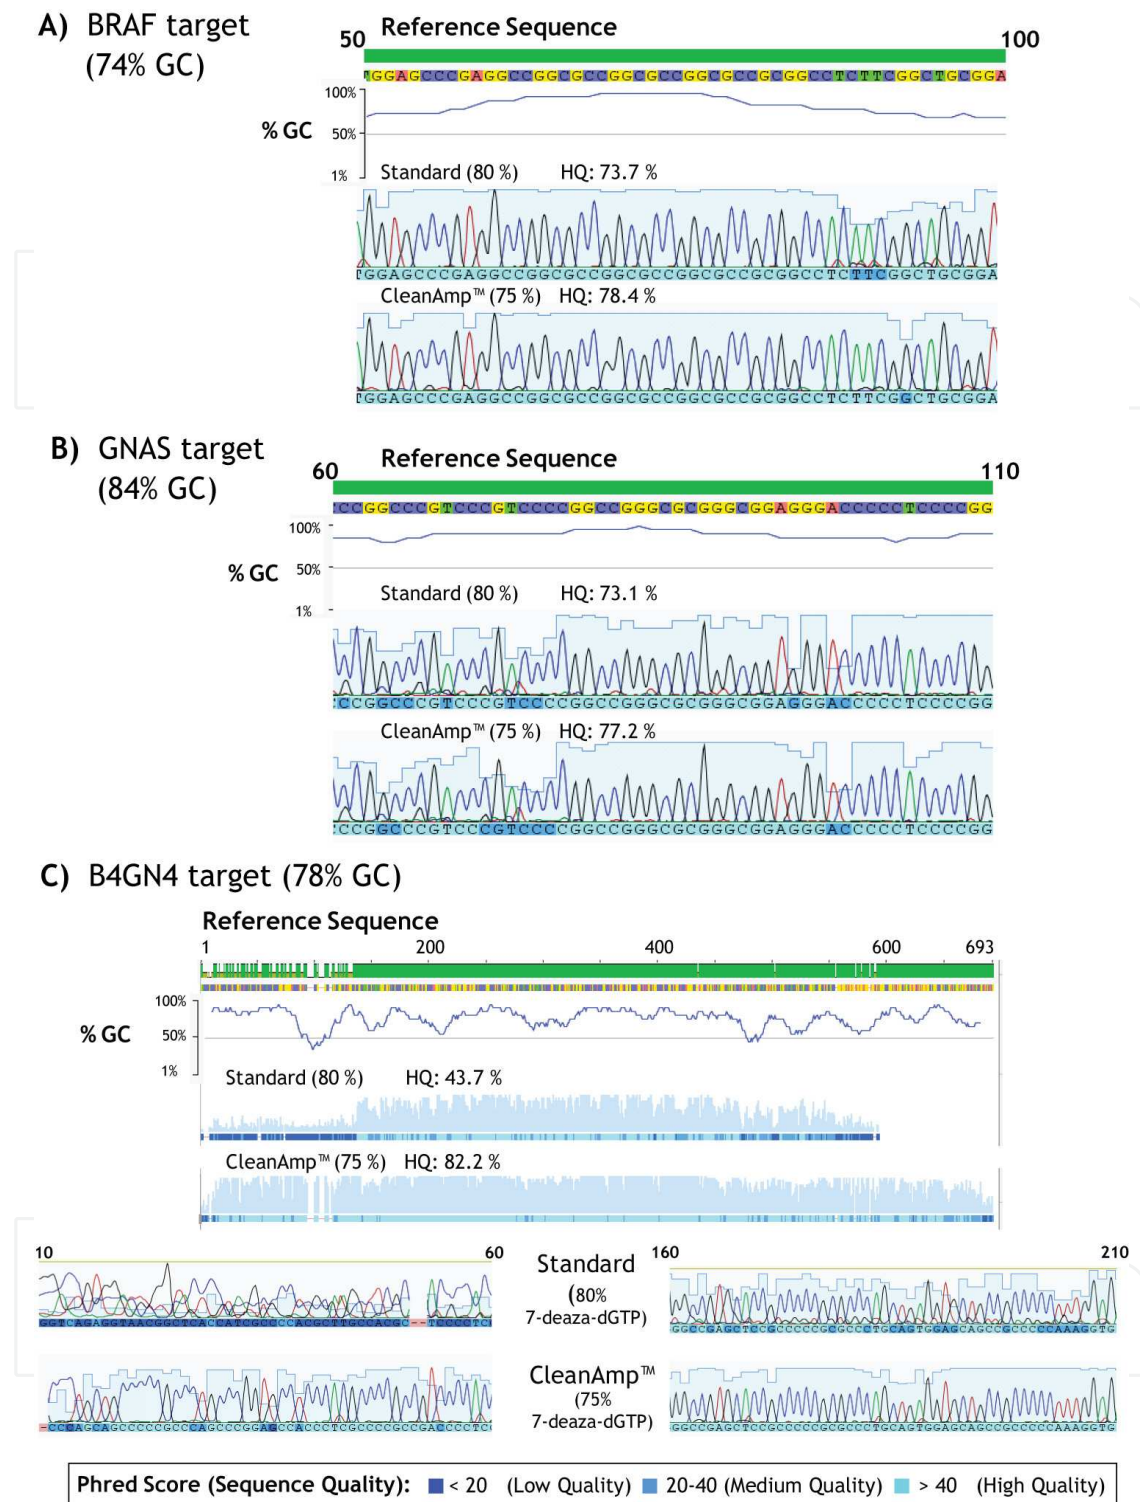 A) BRAF target
(74% GC)
Reference Sequence
50
100
TGGAGCCCGAGGCCGGCGCCGGCGCCGGCGCCGCGGCCTCTTCGGCTGCGGA
100%
% GC
50%
1%
Standard (80 %) HQ: 73.7 %
TGGAGCCCGAGGCCGGCGCCGGCGCCGGCGCCGCGGCCTCTTCGGCTGCGGA
CleanAmp™ (75 %) HQ: 78.4 %
TGGAGCCCGAGGCCGGCGCCGGCGCCGGCGCCGCGGCCTCTTCGGCTGCGGA
B) GNAS target
(84% GC)
Reference Sequence
60
110
CCGGCCCGTCCCGTCCCCGGCCGGGCGCGGGCGGAGGGACCCCCTCCCCGG
100%
% GC
50%
1%
Standard (80 %) HQ: 73.1 %
CleanAmp™ (75 %) HQ: 77.2 %
C) B4GN4 target (78% GC)
Reference Sequence
1 200 400 600 693
100%
% GC
50%
1%
Standard (80 %) HQ: 43.7 %
CleanAmp™ (75 %) HQ: 82.2 %
10 60
Standard
(80%
7-deaza-dGTP)
160 210
GGTCAGAGGTAACGGCTCACCATCGCCCCACGCTTGCCACGC--TCCCCTC
GGCCGAGCTCCGCCCCCGCGCCCTGCAGTGGAGCAGCCGCCCCCCAAAGGTG
CleanAmp™
(75%
7-deaza-dGTP)
Phred Score (Sequence Quality): < 20 (Low Quality) 20-40 (Medium Quality) > 40 (High Quality)